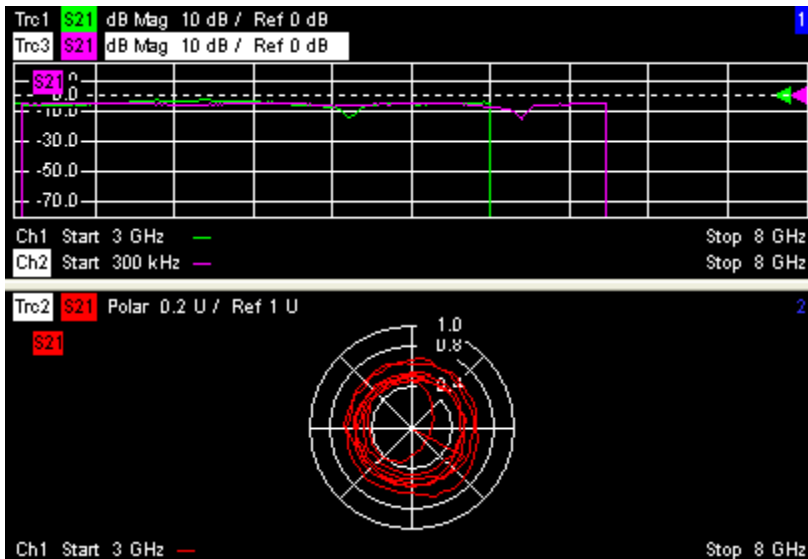 Trc1 S21 dB Mag 10 dB / Ref 0 dB 1
Trc3 S21 dB Mag 10 dB / Ref 0 dB
S21
0.0
-10.0
-30.0
-50.0
-70.0
Ch1 Start 3 GHz Stop 8 GHz
Ch2 Start 300 kHz Stop 8 GHz
Trc2 S21 Polar 0.2 U / Ref 1 U 2
S21
1.0
0.8
0.4
Ch1 Start 3 GHz Stop 8 GHz